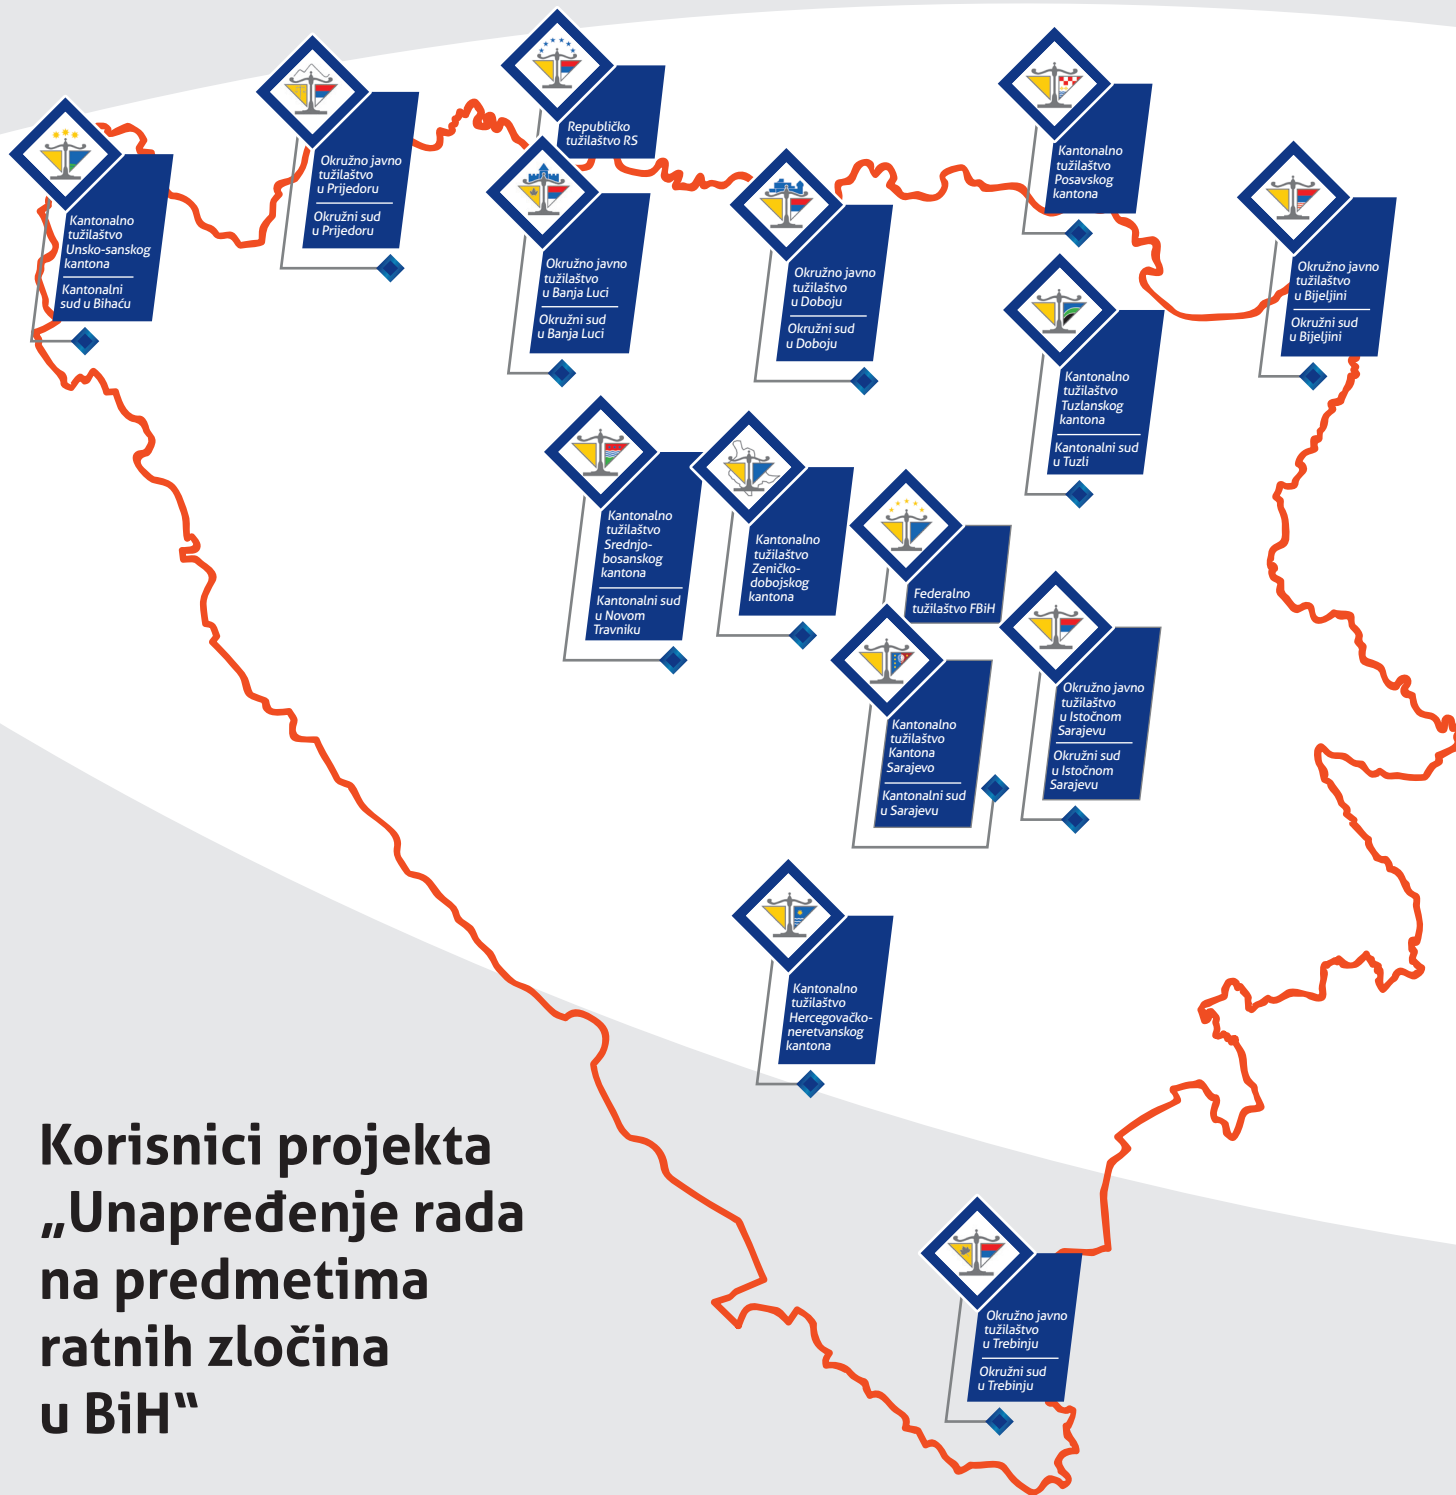 Republičko
tužilaštvo RS
Okružno javno
tužilaštvo
u Prijedoru
Okružni sud
u Prijedoru
Kantonalno
tužilaštvo
Posavskog
kantona
Kantonalno
tužilaštvo
Unsko-sanskog
kantona
Kantonalni
sud u Bihaću
Okružno javno
tužilaštvo
u Banja Luci
Okružni sud
u Banja Luci
Okružno javno
tužilaštvo
u Doboju
Okružni sud
u Doboju
Okružno javno
tužilaštvo
u Bijeljini
Okružni sud
u Bijeljini
Kantonalno
tužilaštvo
Tuzlanskog
kantona
Kantonalni sud
u Tuzli
Kantonalno
tužilaštvo
Srednjo-
bosanskog
kantona
Kantonalni sud
u Novom
Travniku
Kantonalno
tužilaštvo
Zeničko-
dobojskog
kantona
Federalno
tužilaštvo FBiH
Kantonalno
tužilaštvo
Kantona
Sarajevo
Kantonalni sud
u Sarajevu
Okružno javno
tužilaštvo
u Istočnom
Sarajevu
Okružni sud
u Istočnom
Sarajevu
Kantonalno
tužilaštvo
Hercegovačko-
neretvanskog
kantona
Korisnici projekta
„Unapređenje rada
na predmetima
ratnih zločina
u BiH“
Okružno javno
tužilaštvo
u Trebinju
Okružni sud
u Trebinju